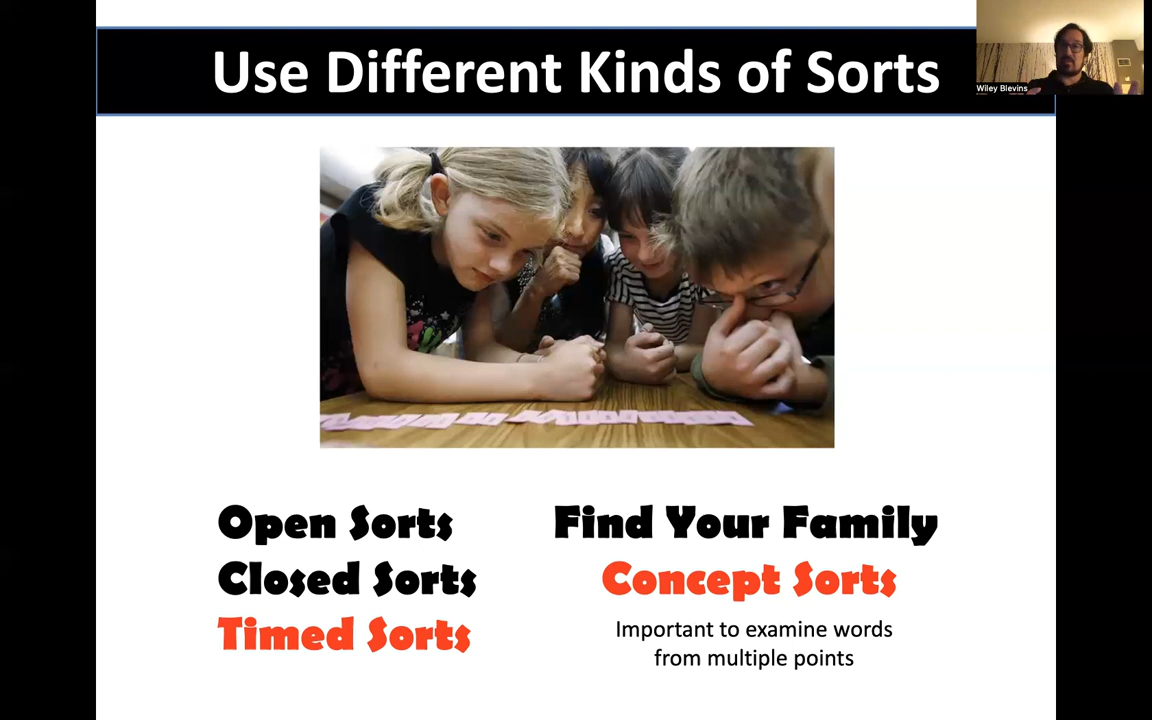 Use Different Kinds of Sorts
Wiley Blevins
Open Sorts
Closed Sorts
Timed Sorts
Find Your Family
Concept Sorts
Important to examine words
from multiple points